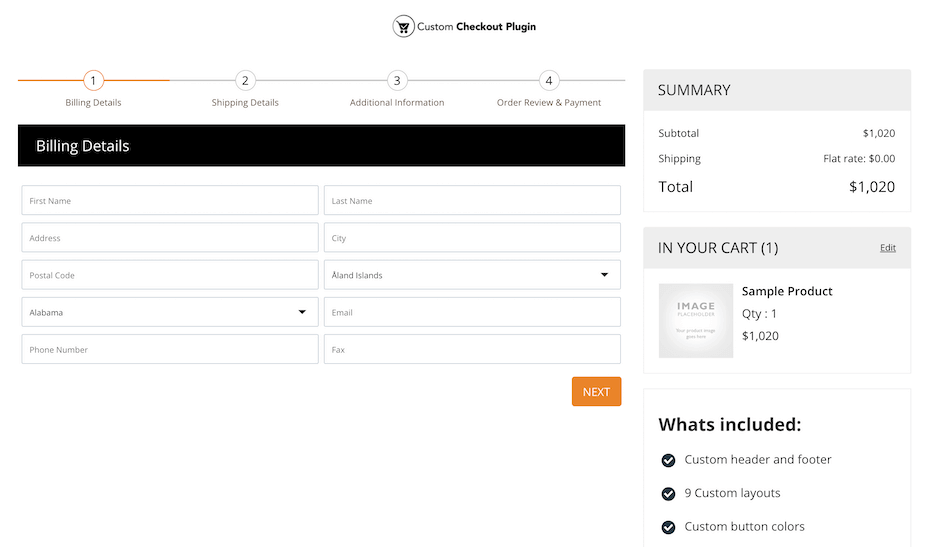 Custom Checkout Plugin
1 2 3 4
Billing Details Shipping Details Additional Information Order Review & Payment
Billing Details
First Name Last Name
Address City
Postal Code Åland Islands
Alabama Email
Phone Number Fax
NEXT
SUMMARY
Subtotal $1,020
Shipping Flat rate: $0.00
Total $1,020
IN YOUR CART (1) Edit
IMAGE
PLACEHOLDER
Your product image
goes here
Sample Product
Qty : 1
$1,020
Whats included:
Custom header and footer
9 Custom layouts
Custom button colors